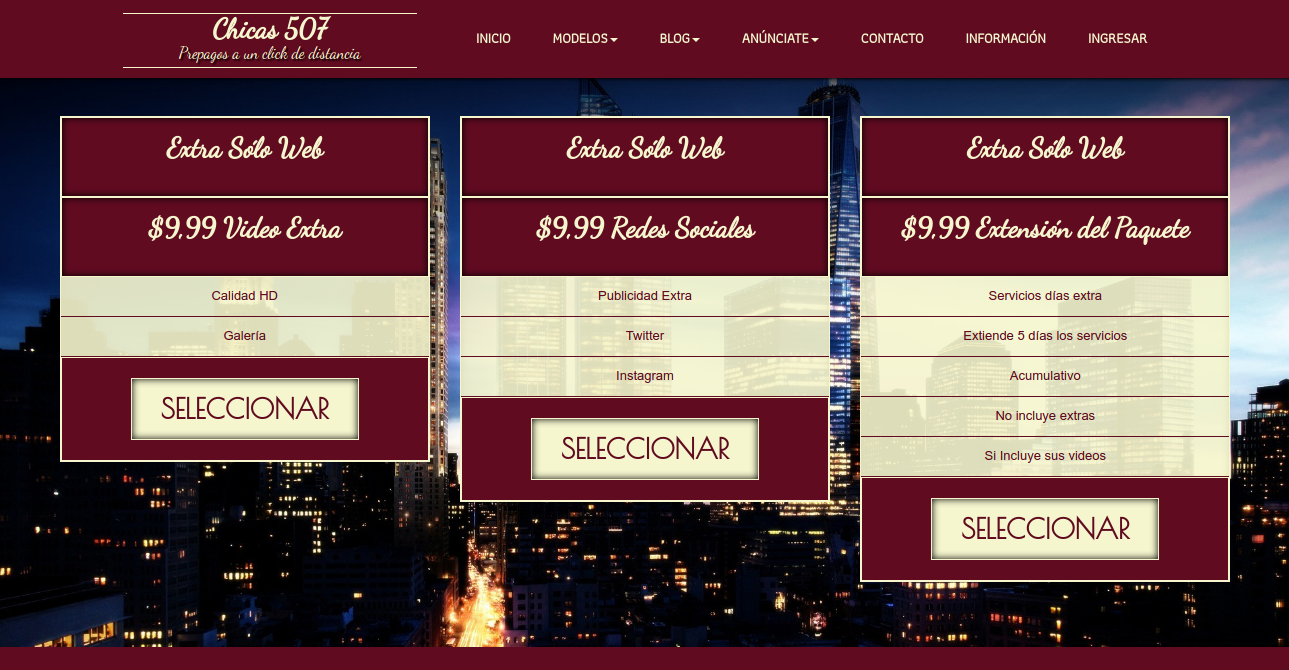 Chicas 507
Prepagos a un click de distancia
INICIO MODELOS BLOG ANÚNCIATE CONTACTO INFORMACIÓN INGRESAR
Extra Sólo Web
$9.99 Video Extra
Calidad HD
Galería
SELECCIONAR
Extra Sólo Web
$9.99 Redes Sociales
Publicidad Extra
Twitter
Instagram
SELECCIONAR
Extra Sólo Web
$9.99 Extensión del Paquete
Servicios días extra
Extiende 5 días los servicios
Acumulativo
No incluye extras
Si Incluye sus videos
SELECCIONAR